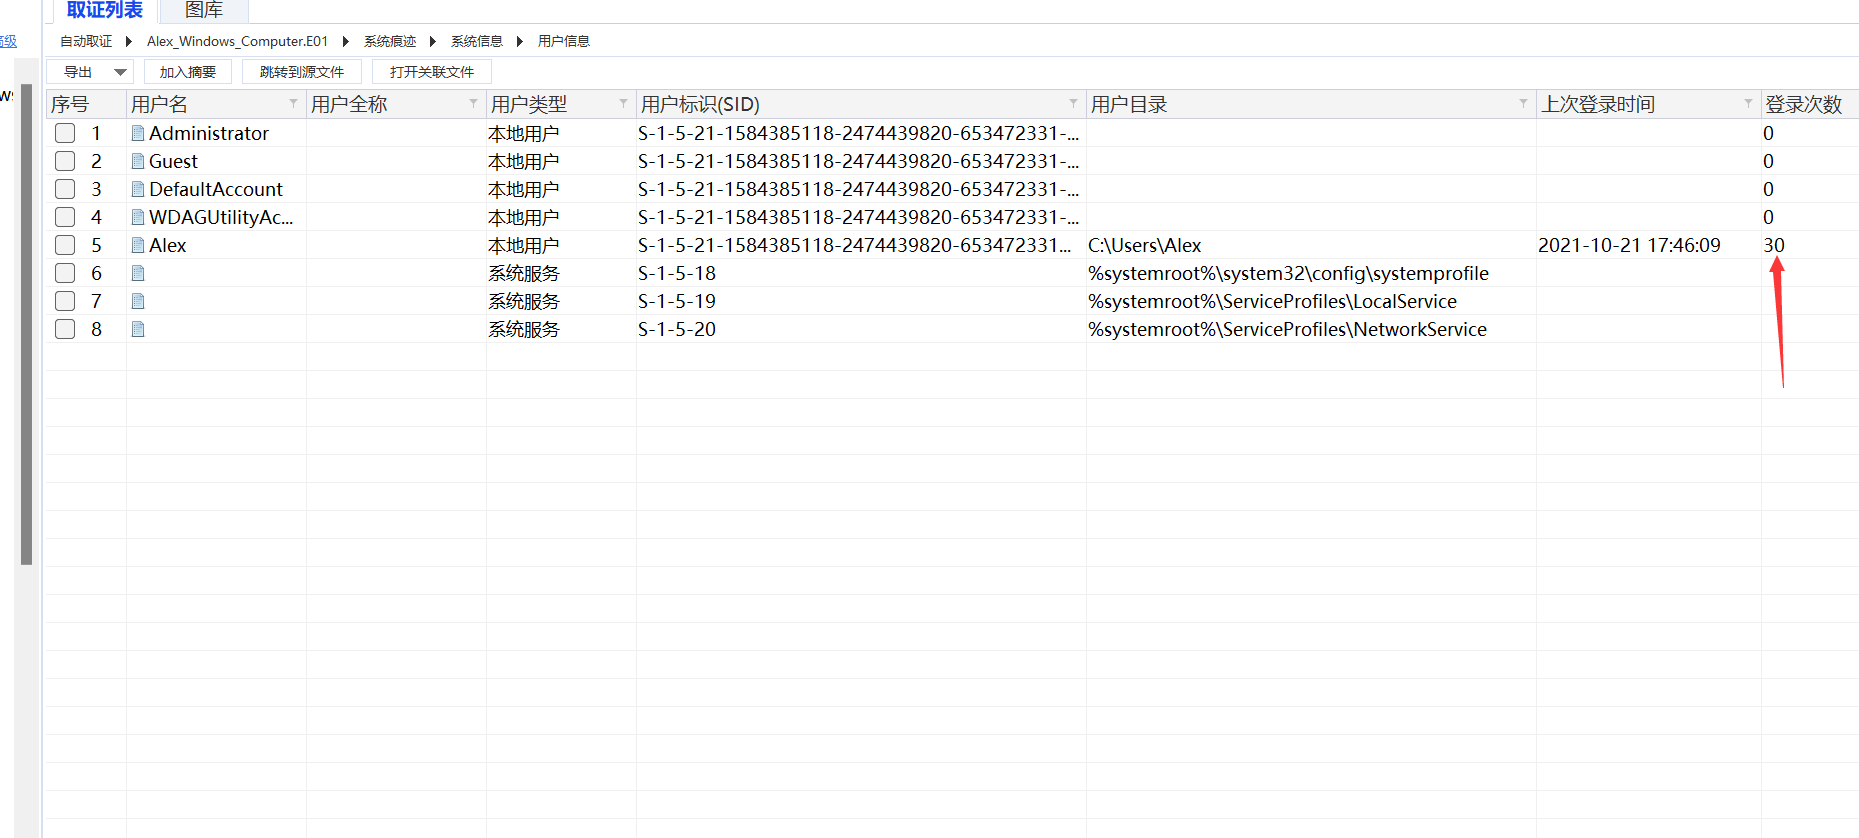 取证列表 图库
自动取证 Alex_Windows_Computer.E01 系统痕迹 系统信息 用户信息
导出 加入摘要 跳转到源文件 打开关联文件
序号 用户名 用户全称 用户类型 用户标识(SID) 用户目录 上次登录时间 登录次数
1 Administrator 本地用户 S-1-5-21-1584385118-2474439820-653472331-... 0
2 Guest 本地用户 S-1-5-21-1584385118-2474439820-653472331-... 0
3 DefaultAccount 本地用户 S-1-5-21-1584385118-2474439820-653472331-... 0
4 WDAGUtilityAc... 本地用户 S-1-5-21-1584385118-2474439820-653472331-... 0
5 Alex 本地用户 S-1-5-21-1584385118-2474439820-653472331... C:\Users\Alex 2021-10-21 17:46:09 30
6 系统服务 S-1-5-18 %systemroot%\system32\config\systemprofile
7 系统服务 S-1-5-19 %systemroot%\ServiceProfiles\LocalService
8 系统服务 S-1-5-20 %systemroot%\ServiceProfiles\NetworkService